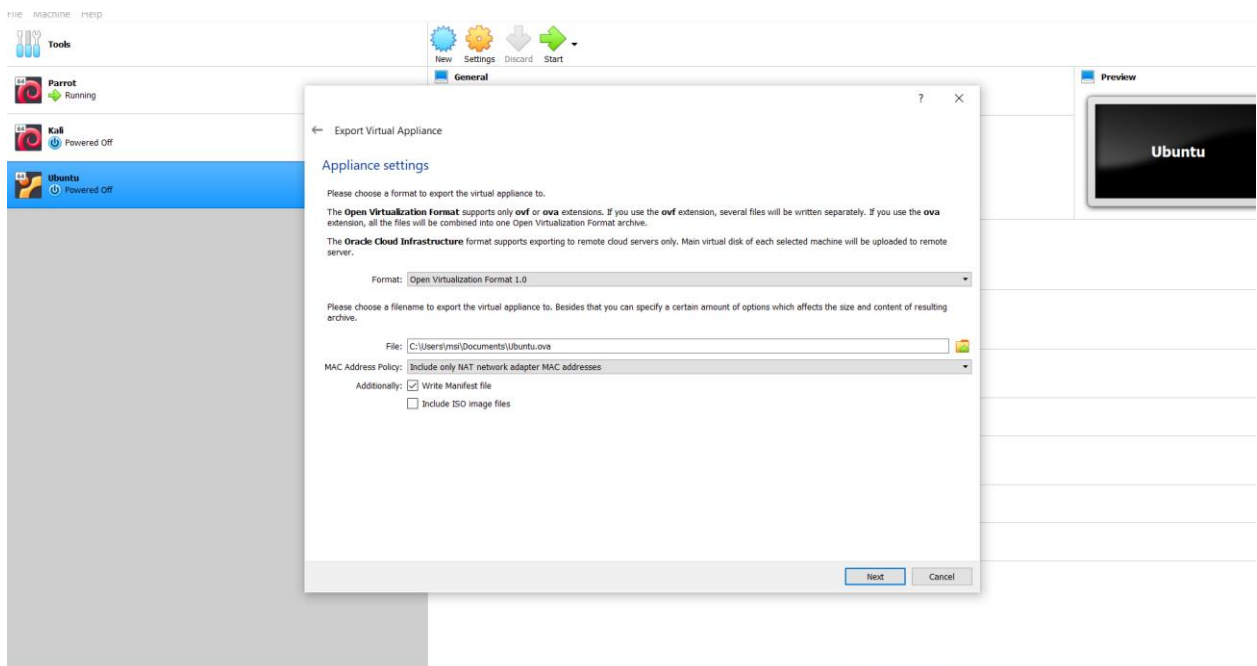 File Machine Help
Tools
New Settings Discard Start
64 Parrot
Running
64 Kali
Powered Off
64 Ubuntu
Powered Off
General
Preview
Ubuntu
? ×
← Export Virtual Appliance
Appliance settings
Please choose a format to export the virtual appliance to.
The Open Virtualization Format supports only ovf or ova extensions. If you use the ovf extension, several files will be written separately. If you use the ova
extension, all the files will be combined into one Open Virtualization Format archive.
The Oracle Cloud Infrastructure format supports exporting to remote cloud servers only. Main virtual disk of each selected machine will be uploaded to remote
server.
Format: Open Virtualization Format 1.0
Please choose a filename to export the virtual appliance to. Besides that you can specify a certain amount of options which affects the size and content of resulting
archive.
File: C:\Users\msi\Documents\Ubuntu.ova
MAC Address Policy: Include only NAT network adapter MAC addresses
Additionally: Write Manifest file
Include ISO image files
Next Cancel